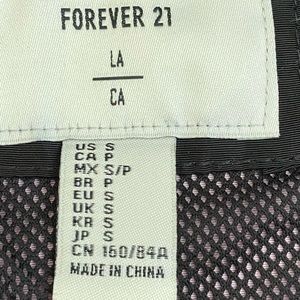 FOREVER 21
LA
CA
US S
CA P
MX S/P
BR P
EU S
UK S
KR S
JP S
CN 160/84A
MADE IN CHINA